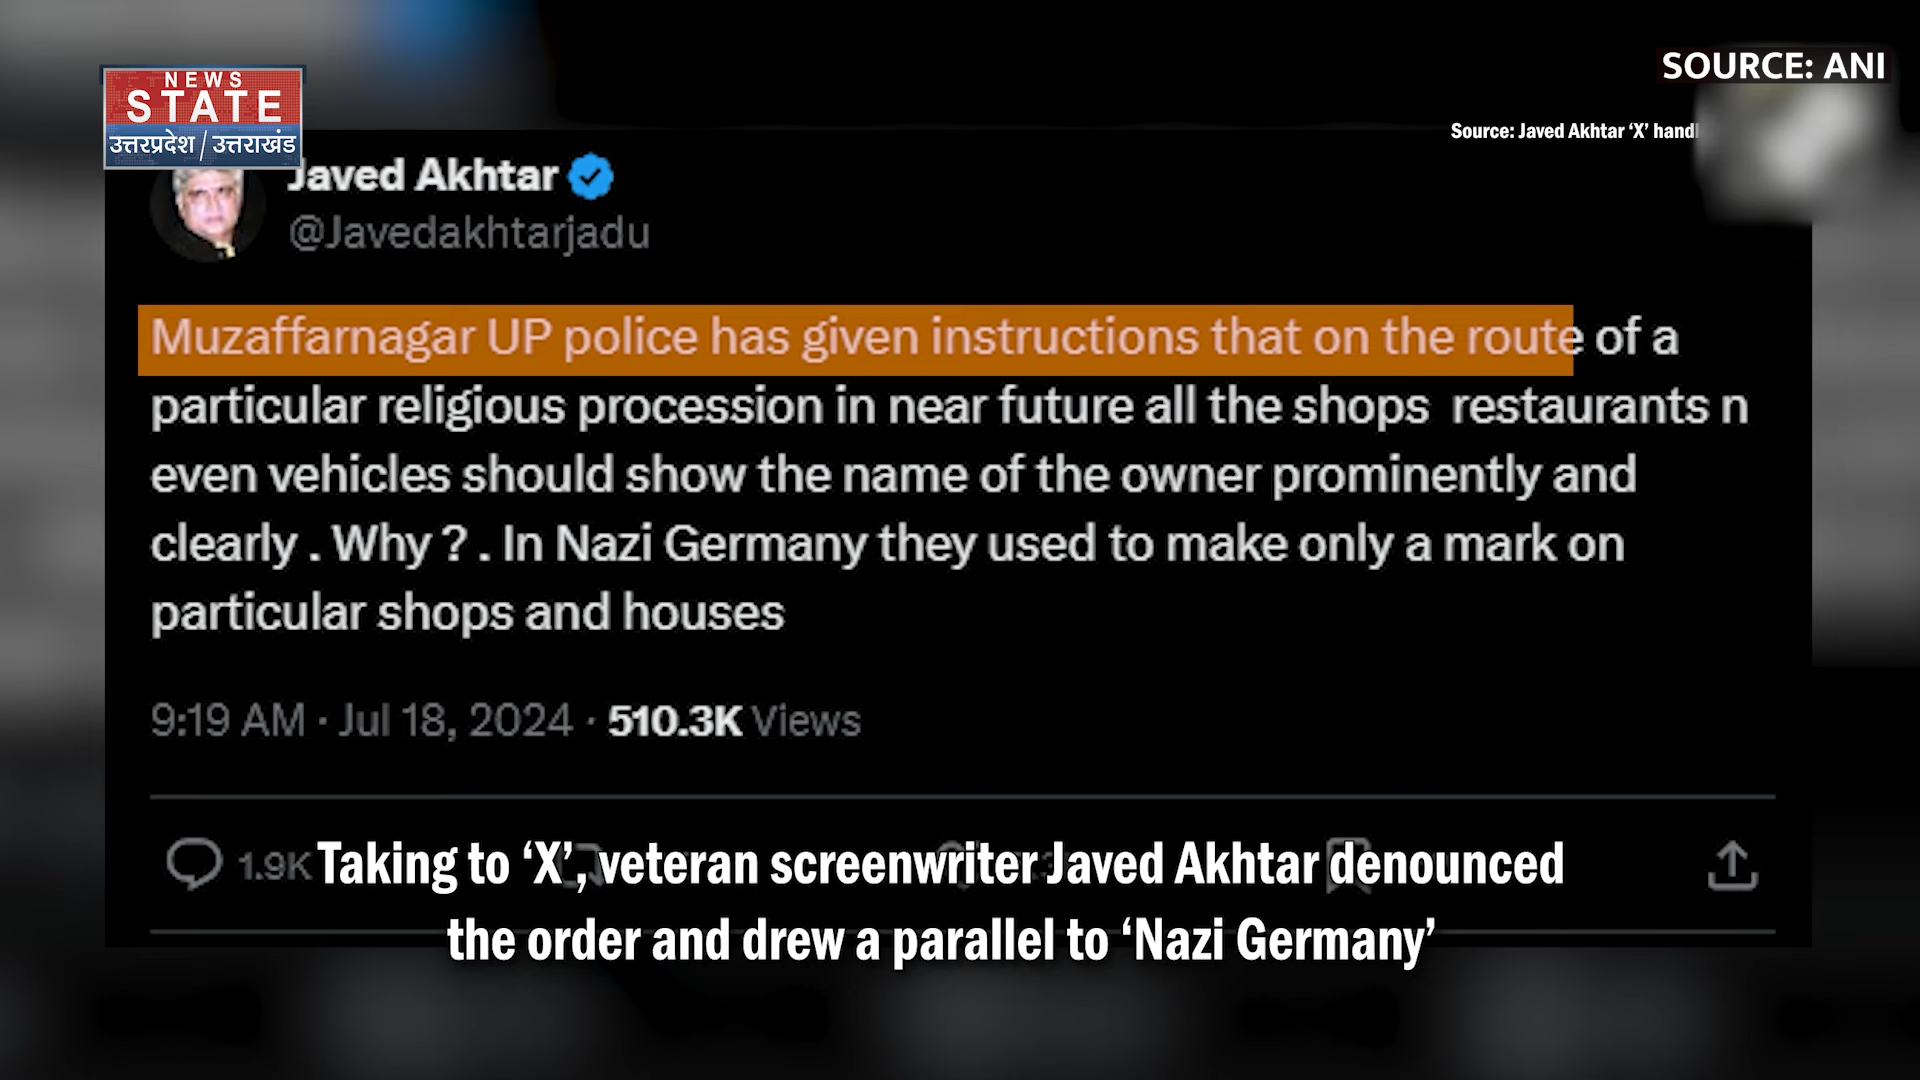 NEWS
STATE
उत्तरप्रदेश / उत्तराखंड
SOURCE: ANI
Source: Javed Akhtar ‘X’ handl
Javed Akhtar
@Javedakhtarjadu
Muzaffarnagar UP police has given instructions that on the route of a
particular religious procession in near future all the shops restaurants n
even vehicles should show the name of the owner prominently and
clearly . Why ? . In Nazi Germany they used to make only a mark on
particular shops and houses
9:19 AM · Jul 18, 2024 · 510.3K Views
1.9K
Taking to ‘X’, veteran screenwriter Javed Akhtar denounced
the order and drew a parallel to ‘Nazi Germany’